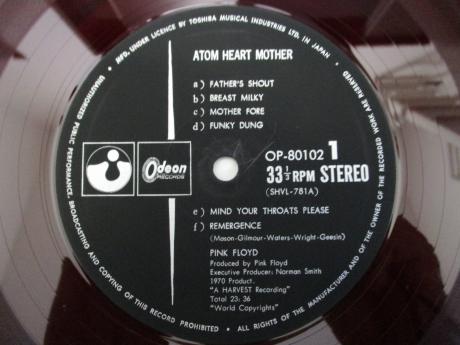 MFD. UNDER LICENCE BY TOSHIBA MUSICAL INDUSTRIES LTD. IN JAPAN •
ATOM HEART MOTHER
a) FATHER'S SHOUT
b) BREAST MILKY
c) MOTHER FORE
d) FUNKY DUNG
OP-80102 1
33 1/3 RPM STEREO
(SHVL-781A)
Odeon
RECORDS
e) MIND YOUR THROATS PLEASE
f) REMERGENCE
(Mason-Gilmour-Waters-Wright-Geesin)
PINK FLOYD
Produced by Pink Floyd
Executive Producer: Norman Smith
1970 Product.
"A HARVEST Recording"
Total 23: 36
"World Copyrights"
• UNAUTHORIZED PUBLIC PERFORMANCE, BROADCASTING AND COPYING OF THIS RECORD PROHIBITED • ALL RIGHTS OF THE MANUFACTURER AND OF THE OWNER OF THE RECORDED WORK ARE RESERVED